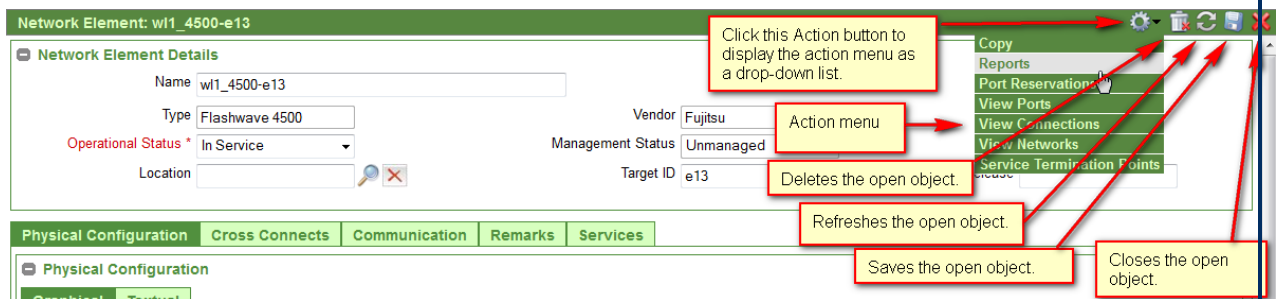 Network Element: wl1_4500-e13
Click this Action button to
display the action menu as
a drop-down list.
Copy
Reports
Port Reservations
View Ports
View Connections
View Networks
Service Termination Points
Network Element Details
Name wl1_4500-e13
Type Flashwave 4500
Vendor Fujitsu
Action menu
Operational Status * In Service
Management Status Unmanaged
Location
Target ID e13
Deletes the open object.
Refreshes the open object.
Saves the open object.
Closes the open
object.
Physical Configuration Cross Connects Communication Remarks Services
Physical Configuration
Graphical Textual